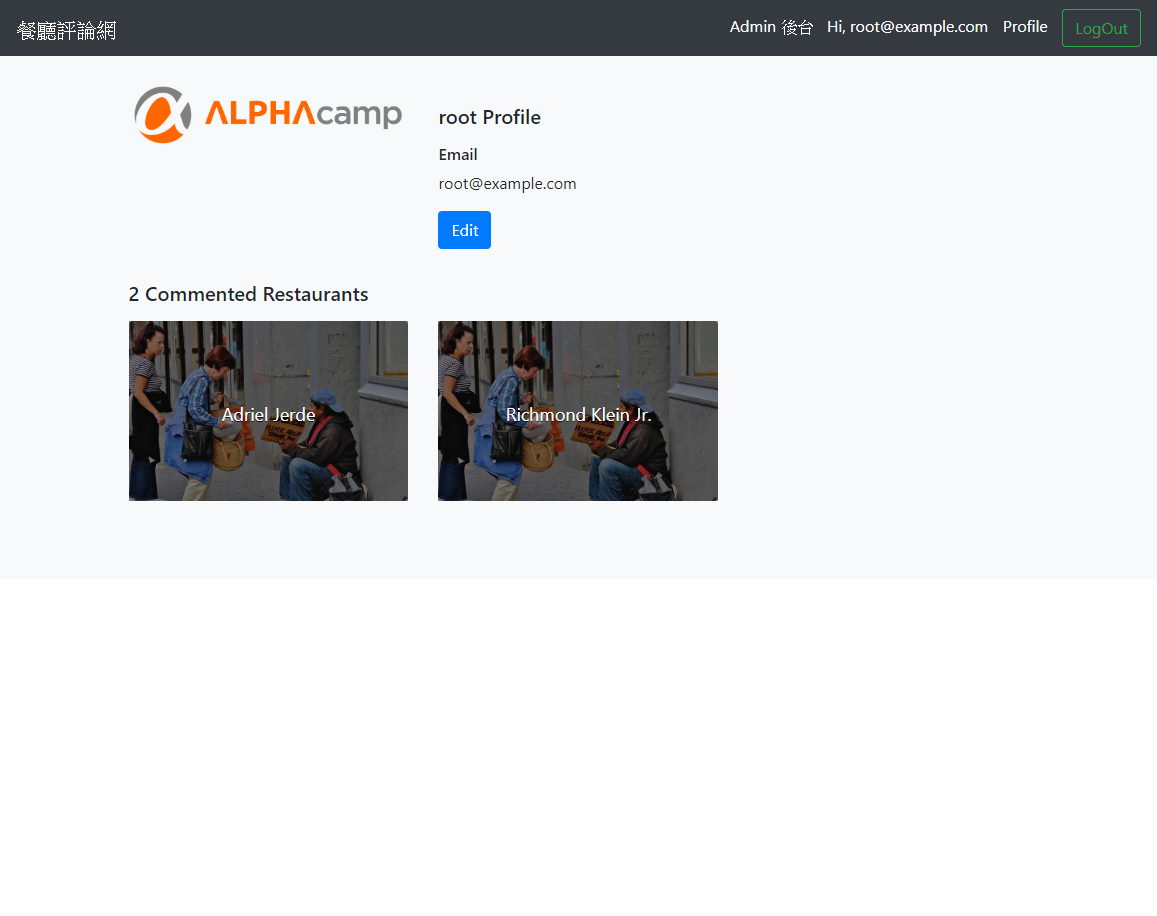 餐廳評論網
Admin 後台 Hi, root@example.com Profile LogOut
ALPHAcamp
root Profile
Email
root@example.com
Edit
2 Commented Restaurants
Adriel Jerde
Richmond Klein Jr.